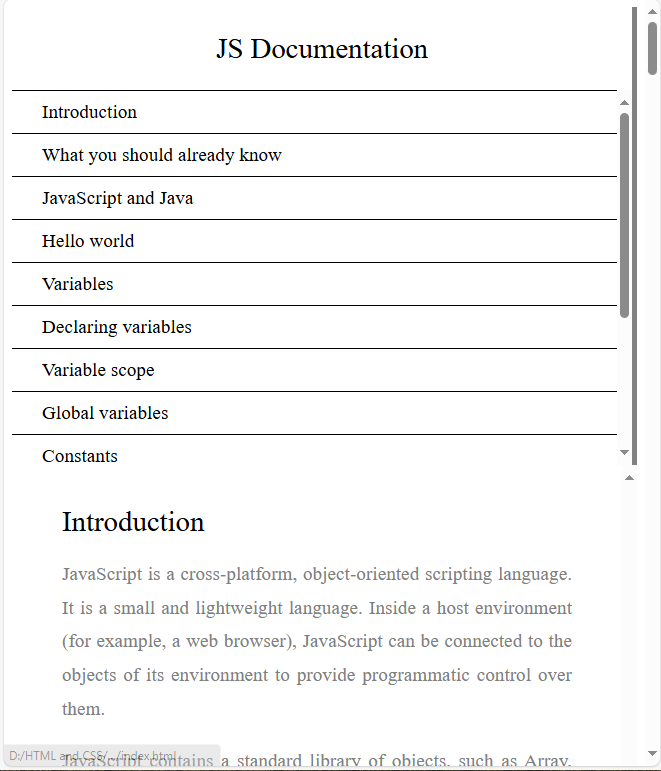 JS Documentation
Introduction
What you should already know
JavaScript and Java
Hello world
Variables
Declaring variables
Variable scope
Global variables
Constants
Introduction
JavaScript is a cross-platform, object-oriented scripting language.
It is a small and lightweight language. Inside a host environment
(for example, a web browser), JavaScript can be connected to the
objects of its environment to provide programmatic control over
them.
D:/HTML and CSS/.../index.html
JavaScript contains a standard library of objects, such as Array,